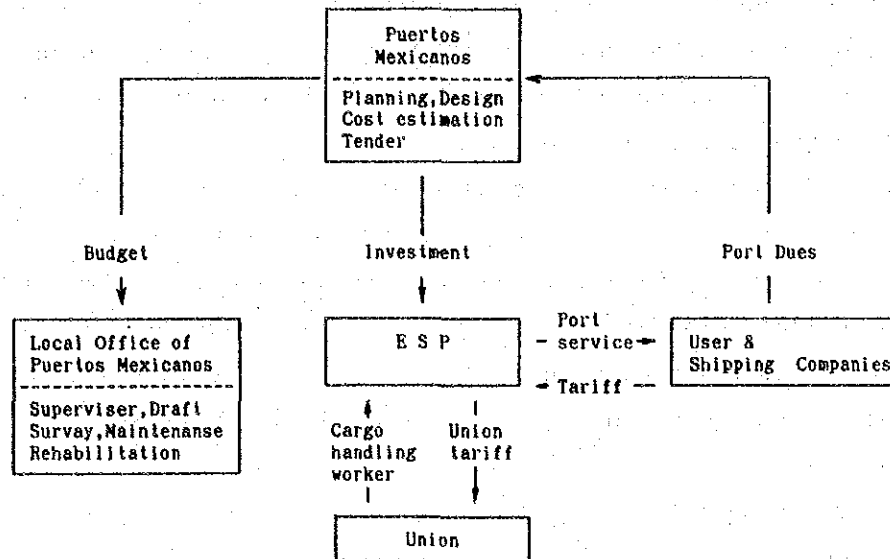 Puertos
Mexicanos
Planning,Design
Cost estimation
Tender
Budget
Investment
Port Dues
Local Office of
Puertos Mexicanos
Superviser,Draft
Survay,Maintenanse
Rehabilitation
E S P
Port
service
Tariff
User &
Shipping Companies
Cargo
handling
worker
Union
tariff
Union